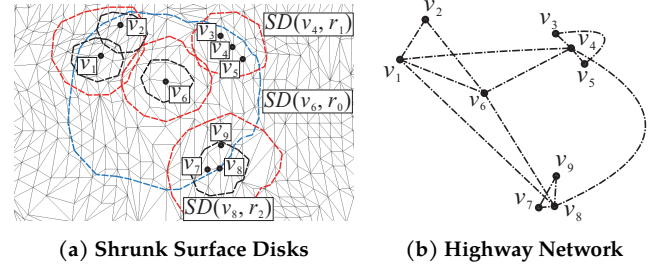 v₂
v₁
v₃
v₄
v₅
v₆
v₉
v₇
v₈
SD(v₄, r₁)
SD(v₆, r₀)
SD(v₈, r₂)
(a) Shrunk Surface Disks
v₂
v₁
v₃
v₄
v₅
v₆
v₉
v₇
v₈
(b) Highway Network